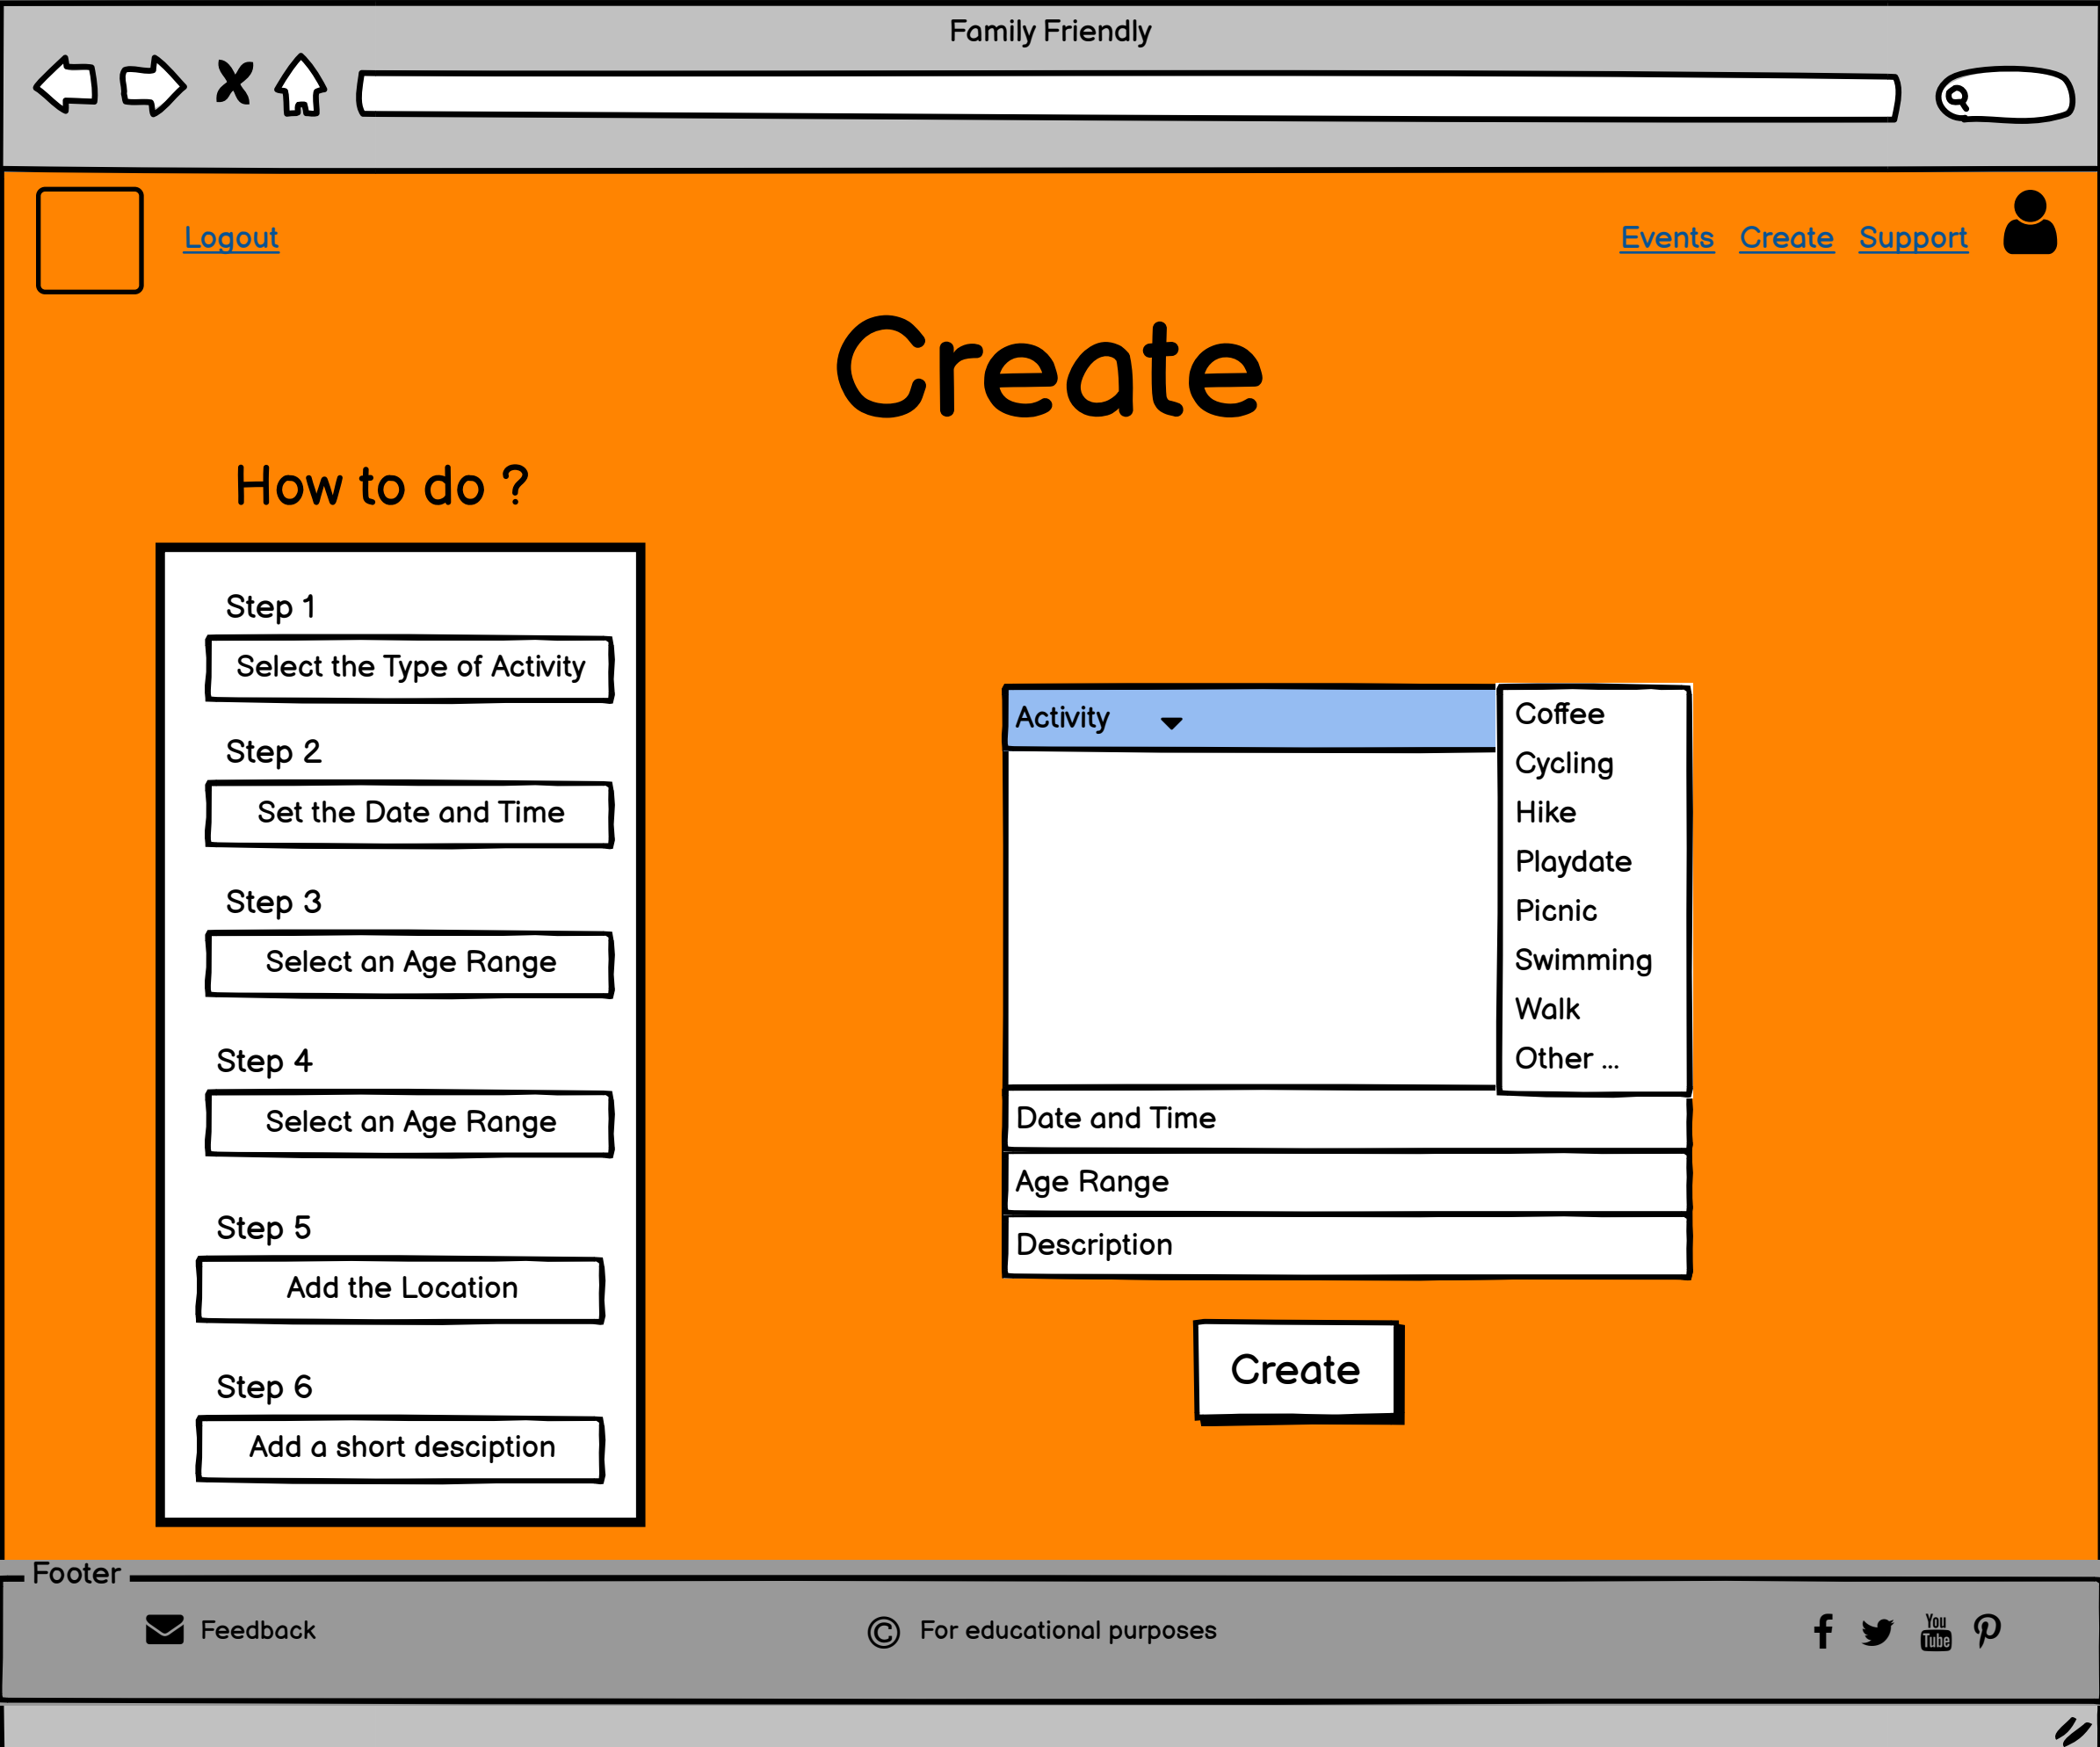 Family Friendly
Logout
Events Create Support
Create
How to do ?
Step 1
Select the Type of Activity
Step 2
Set the Date and Time
Step 3
Select an Age Range
Step 4
Select an Age Range
Step 5
Add the Location
Step 6
Add a short desciption
Activity
Coffee
Cycling
Hike
Playdate
Picnic
Swimming
Walk
Other ...
Date and Time
Age Range
Description
Create
Footer
Feedback
© For educational purposes
You
Tube